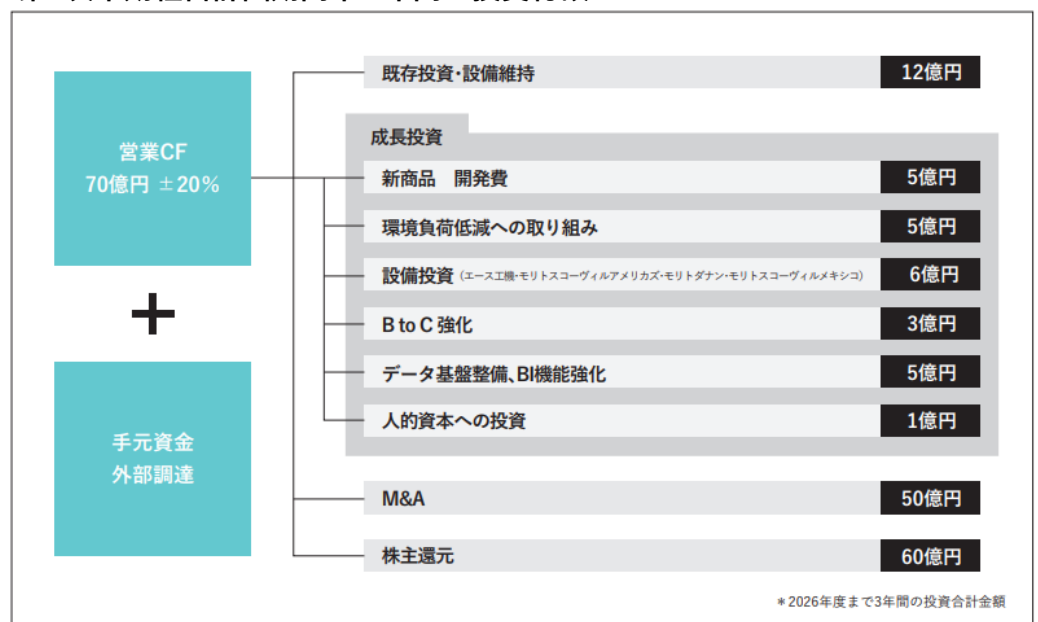 既存投資・設備維持 12億円
営業CF
70億円 ±20%
成長投資
新商品 開発費 5億円
環境負荷低減への取り組み 5億円
設備投資(エース工機・モリトスコーヴィルアメリカズ・モリトダナン・モリトスコーヴィルメキシコ) 6億円
B to C 強化 3億円
データ基盤整備、BI機能強化 5億円
人的資本への投資 1億円
+
手元資金
外部調達
M&A 50億円
株主還元 60億円
*2026年度まで3年間の投資合計金額